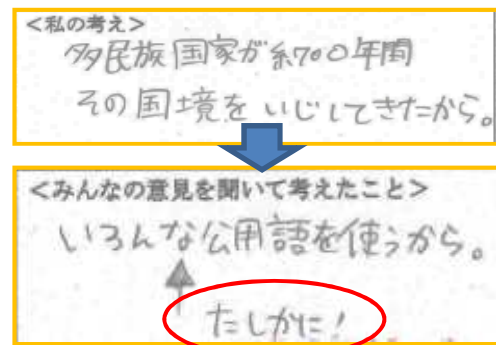 <私の考え>
多民族国家が約700年間
その国境をいじしてきたから。
<みんなの意見を聞いて考えたこと>
いろんな公用語を使うから。
たしかに!